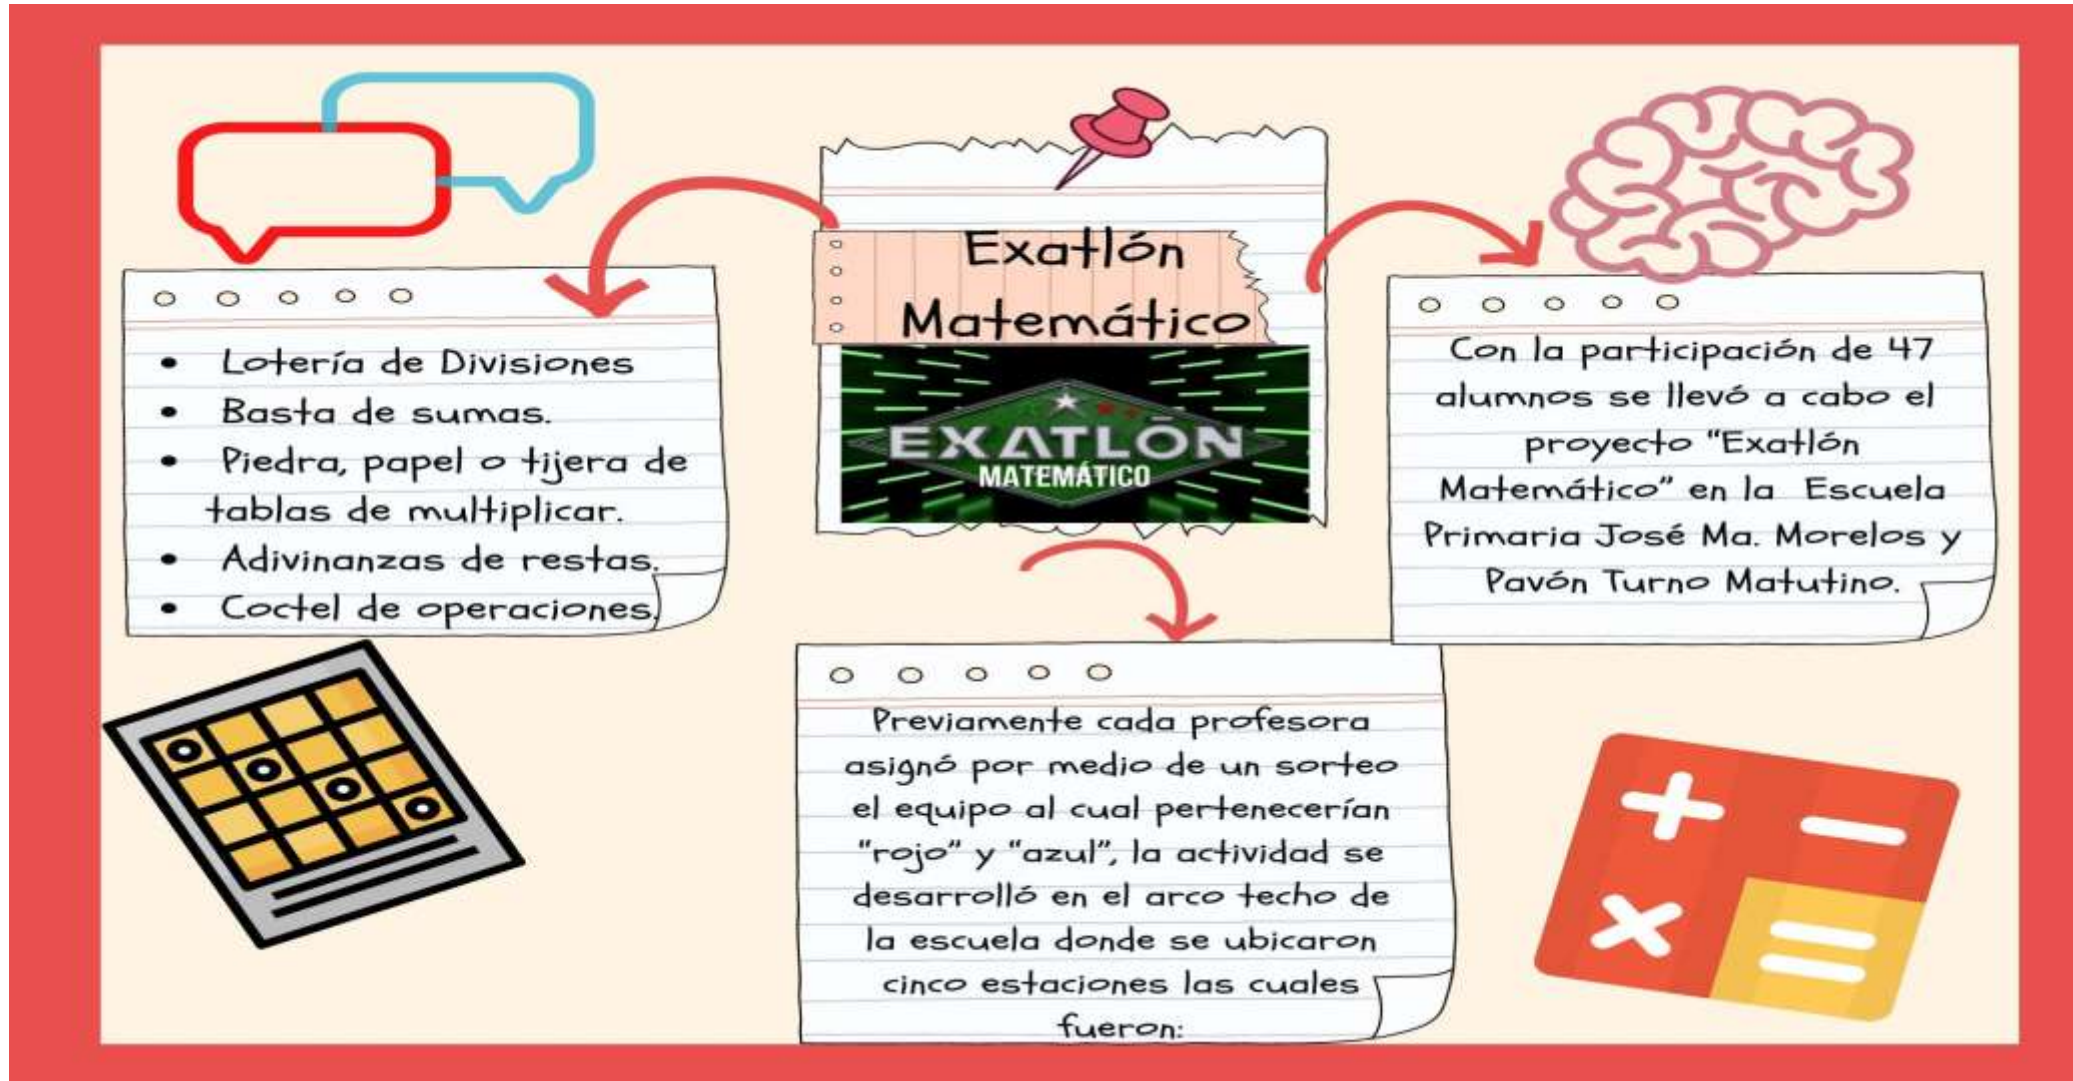 Exatlón
Matemático
EXATLÓN
MATEMÁTICO
• Lotería de Divisiones
• Basta de sumas.
• Piedra, papel o tijera de
tablas de multiplicar.
• Adivinanzas de restas.
• Coctel de operaciones.
Con la participación de 47
alumnos se llevó a cabo el
proyecto “Exatlón
Matemático” en la Escuela
Primaria José Ma. Morelos y
Pavón Turno Matutino.
Previamente cada profesora
asignó por medio de un sorteo
el equipo al cual pertenecerían
“rojo” y “azul”, la actividad se
desarrolló en el arco techo de
la escuela donde se ubicaron
cinco estaciones las cuales
fueron: